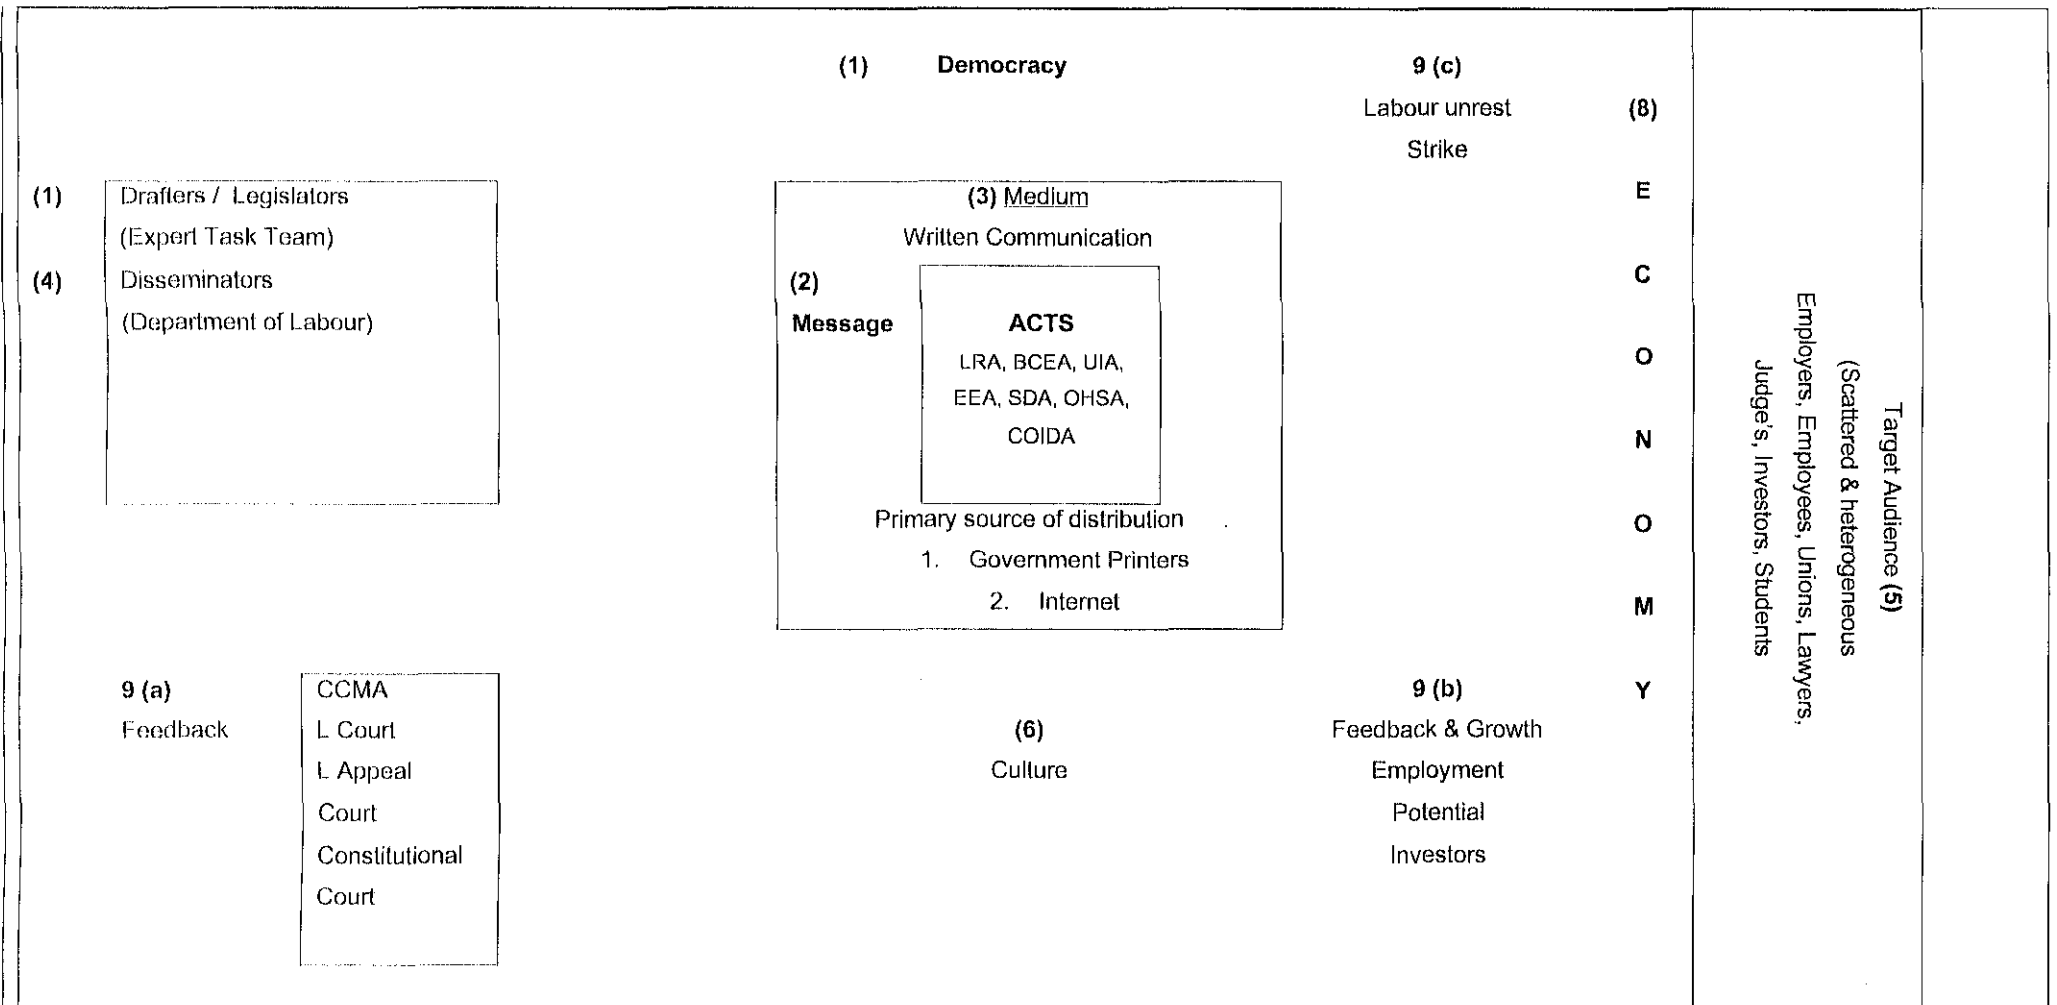 (1) Democracy
9 (c)
Labour unrest
Strike
(8)
E
C
O
N
O
M
Y
(1) Drafters / Legislators
(Expert Task Team)
(4) Disseminators
(Department of Labour)
(3) Medium
Written Communication
(2)
Message
ACTS
LRA, BCEA, UIA,
EEA, SDA, OHSA,
COIDA
Primary source of distribution
1. Government Printers
2. Internet
Target Audience (5)
(Scattered & heterogeneous
Employers, Employees, Unions, Lawyers,
Judge's, Investors, Students
9 (a)
Feedback
CCMA
L Court
L Appeal
Court
Constitutional
Court
(6)
Culture
9 (b)
Feedback & Growth
Employment
Potential
Investors